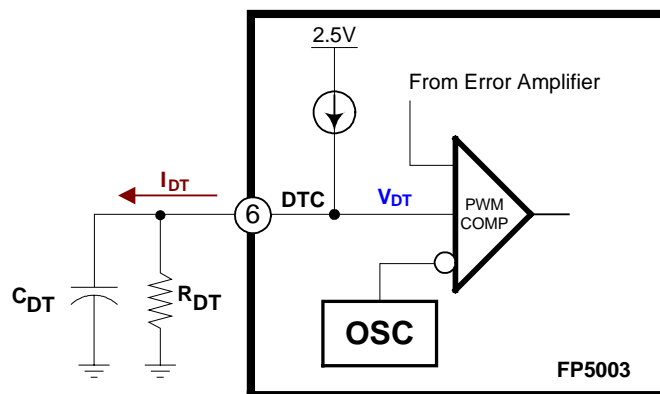 2.5V
From Error Amplifier
IDT
6
DTC
VDT
PWM
COMP
CDT
RDT
OSC
FP5003